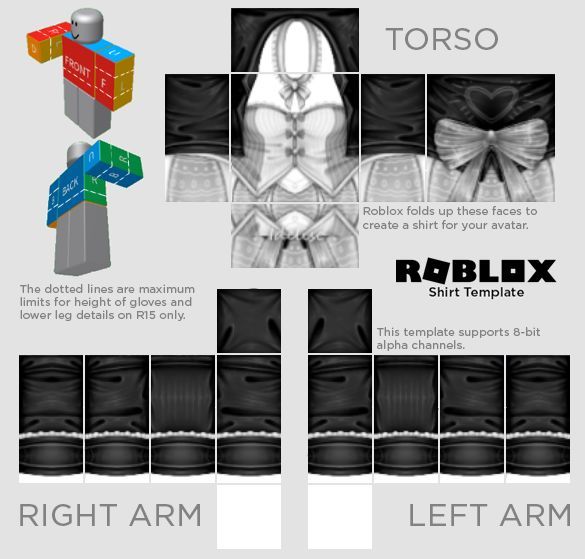 TORSO
FRONT
F
L
U
R
D
Roblox folds up these faces to
create a shirt for your avatar.
BACK
U
R
B
R
B
ROBLOX
Shirt Template
The dotted lines are maximum
limits for height of gloves and
lower leg details on R15 only.
This template supports 8-bit
alpha channels.
RIGHT ARM
LEFT ARM